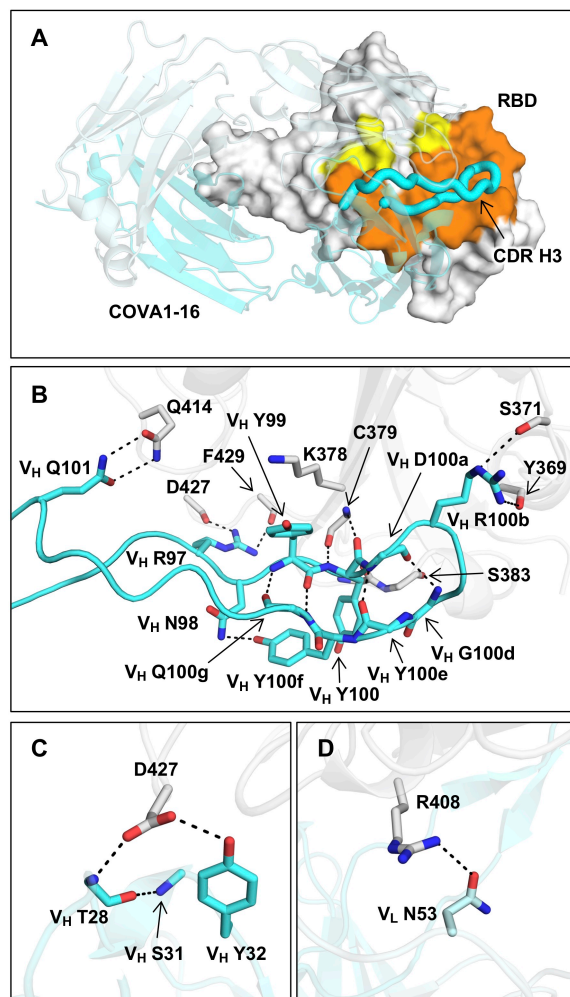 A
RBD
CDR H3
COVA1-16
B
Q414
VH Y99
C379
S371
F429
K378
VH D100a
Y369
VH Q101
D427
VH R100b
VH R97
S383
VH N98
VH G100d
VH Q100g
VH Y100f
VH Y100e
VH Y100
C
D427
VH T28
VH S31
VH Y32
D
R408
VL N53